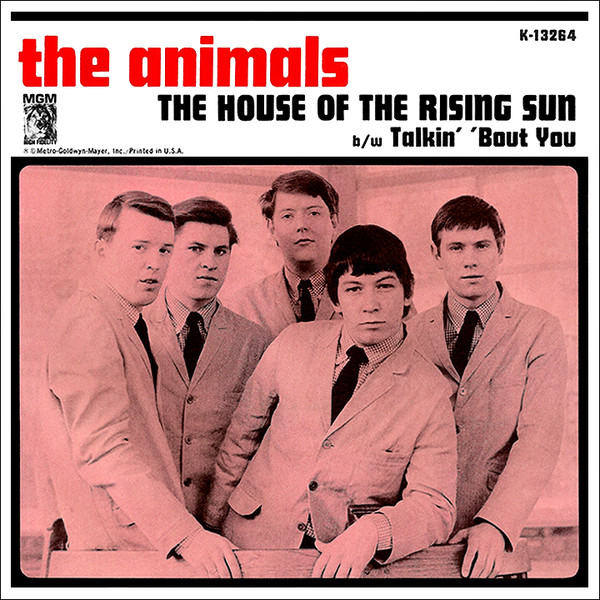 K-13264
the animals
THE HOUSE OF THE RISING SUN
b/w Talkin' 'Bout You
MGM
HIGH FIDELITY
® © Metro-Goldwyn-Mayer, Inc./Printed in U.S.A.